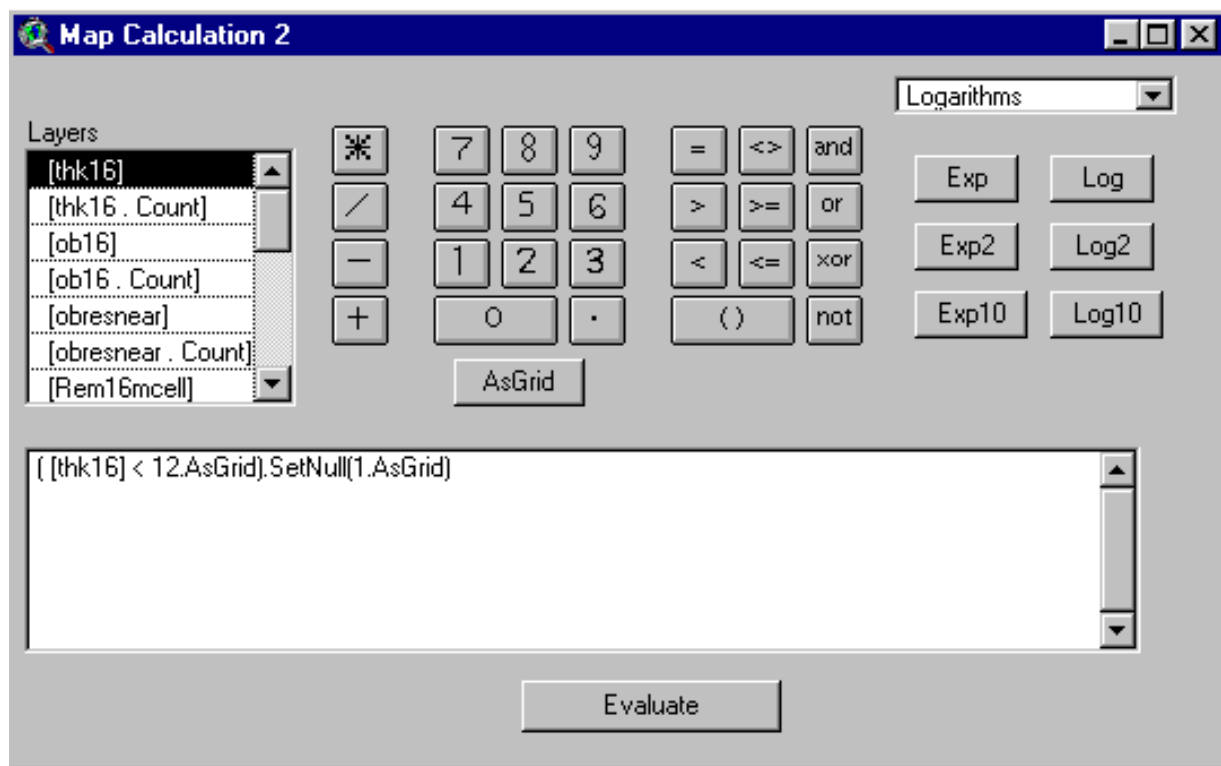 Map Calculation 2
Logarithms
Layers
[thk16]
[thk16 . Count]
[ob16]
[ob16 . Count]
[obresnear]
[obresnear . Count]
[Rem16mcell]
* 7 8 9 = <> and
/ 4 5 6 > >= or
- 1 2 3 < <= xor
+ 0 . ( ) not
AsGrid
Exp Log
Exp2 Log2
Exp10 Log10
( [thk16] < 12.AsGrid).SetNull(1.AsGrid)
Evaluate